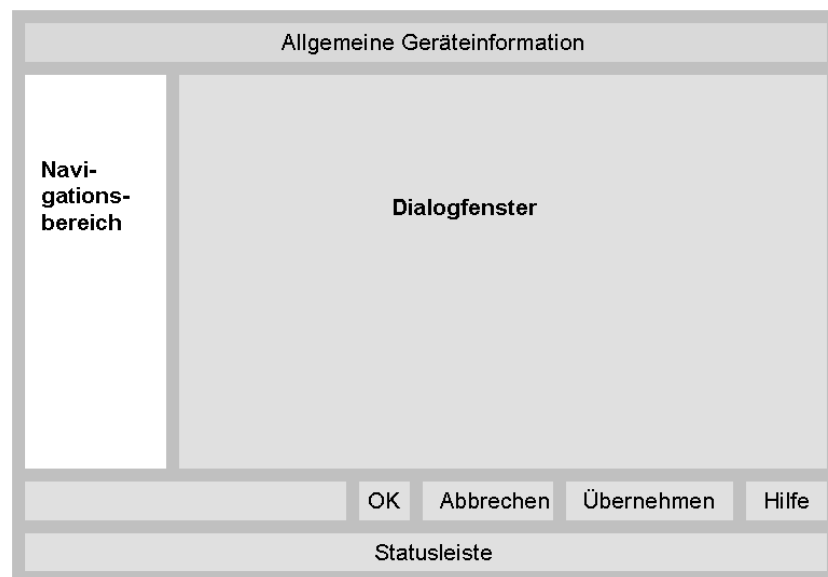 Allgemeine Geräteinformation
Navi-
gations-
bereich
Dialogfenster
OK Abbrechen Übernehmen Hilfe
Statusleiste